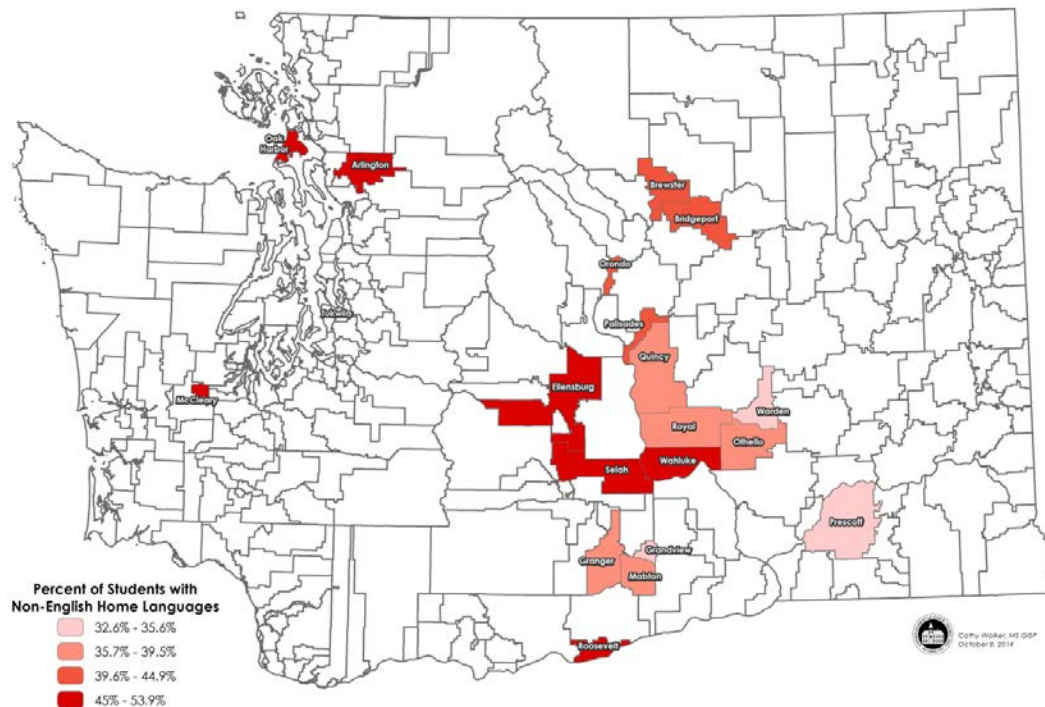 Oak
Harbor
Arlington
Brewster
Bridgeport
Orondo
Tukwila
Palisades
Quincy
Ellensburg
McCleary
Warden
Royal
Othello
Wahluke
Selah
Prescott
Grandview
Granger
Mabton
Roosevelt
Percent of Students with
Non-English Home Languages
32.6% - 35.6%
35.7% - 39.5%
39.6% - 44.9%
45% - 53.9%
Cathy Walker, MS GISP
October 8, 2014